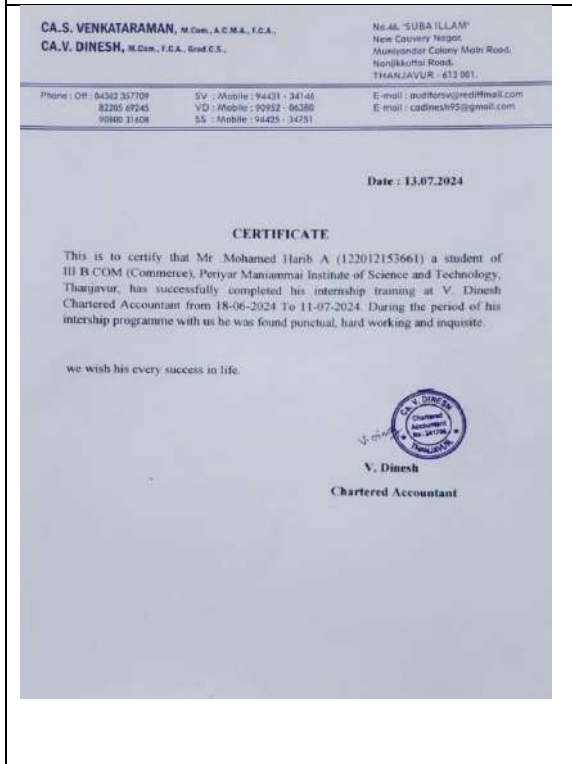 CA.S. VENKATARAMAN, M.Com., A.C.M.A., F.C.A.,
CA.V. DINESH, M.Com., F.C.A., Grad.C.S.,
No.46, "SUBA ILLAM"
New Cauvery Nagar,
Muniyandar Colony Main Road,
Nanjikkottai Road,
THANJAVUR - 613 001.
Phone : Off : 04362 357709
82205 69245
90800 31608
SV : Mobile : 94431 - 34146
VD : Mobile : 90952 - 06380
SS : Mobile : 94425 - 34751
E-mail : auditorsv@rediffmail.com
E-mail : cadinesh95@gmail.com
Date : 13.07.2024
CERTIFICATE
This is to certify that Mr Mohamed Harib A (122012153661) a student of
III B.COM (Commerce), Periyar Maniammai Institute of Science and Technology,
Thanjavur, has successfully completed his internship training at V. Dinesh
Chartered Accountant from 18-06-2024 To 11-07-2024. During the period of his
intership programme with us he was found punctual, hard working and inquisite.
we wish his every success in life.
CA. V. DINESH
Chartered
Accountant
THANJAVUR
V. Dinesh
Chartered Accountant